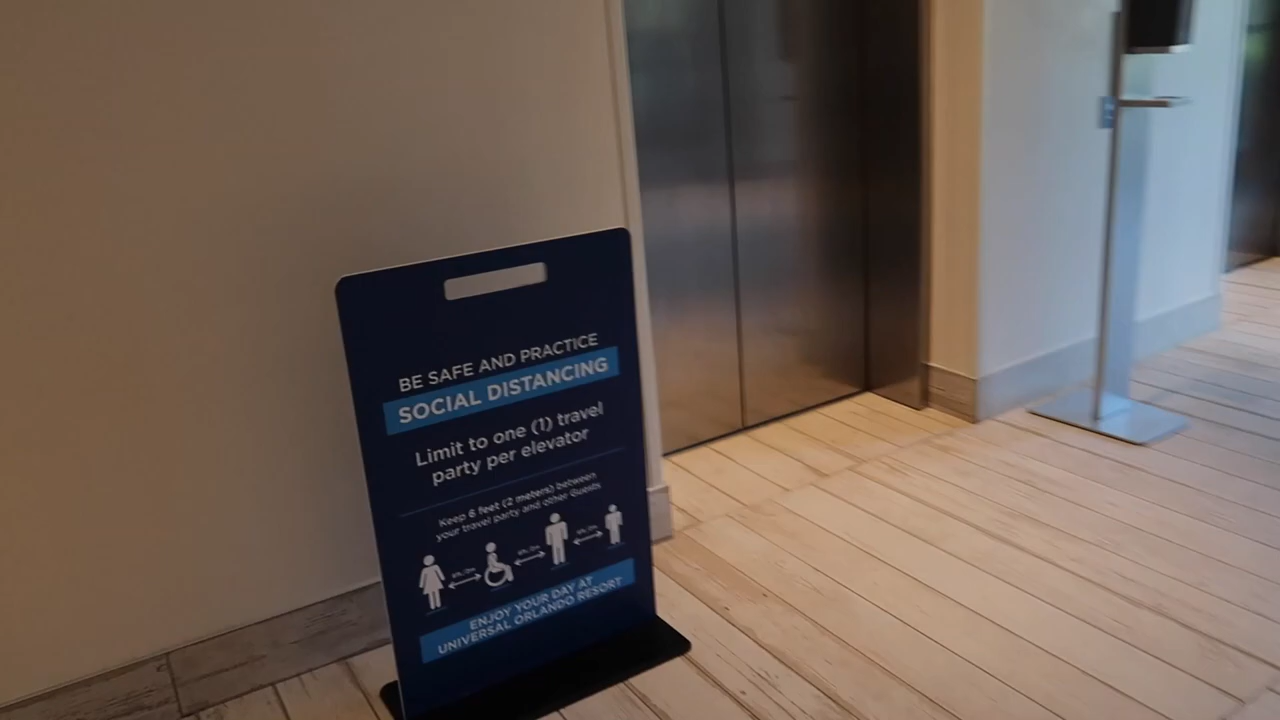 BE SAFE AND PRACTICE
SOCIAL DISTANCING
Limit to one (1) travel
party per elevator
Keep 6 feet (2 meters) between
your travel party and other Guests
ENJOY YOUR DAY AT
UNIVERSAL ORLANDO RESORT